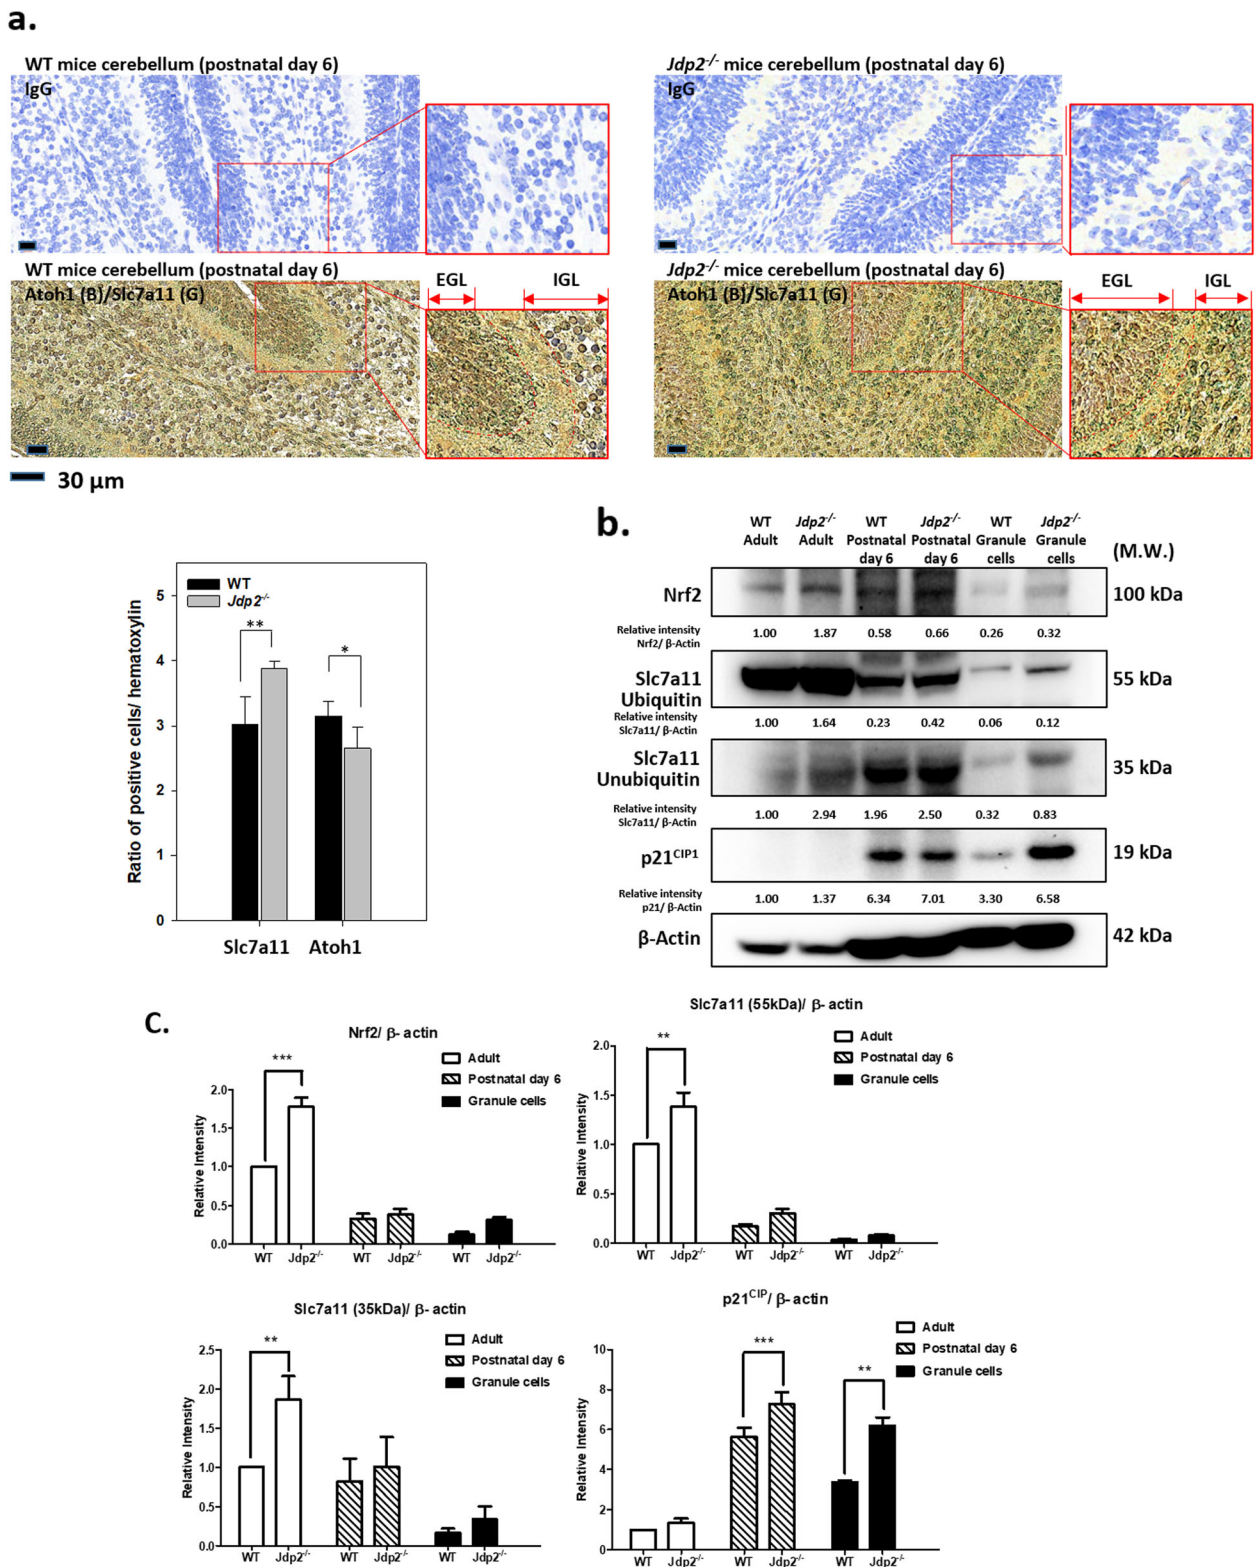 a.
WT mice cerebellum (postnatal day 6)
IgG
Jdp2-/- mice cerebellum (postnatal day 6)
IgG
WT mice cerebellum (postnatal day 6)
Atoh1 (B)/Slc7a11 (G)
EGL
IGL
Jdp2-/- mice cerebellum (postnatal day 6)
Atoh1 (B)/Slc7a11 (G)
EGL
IGL
30 µm
Ratio of positive cells/ hematoxylin
5
4
3
2
1
0
WT
Jdp2-/-
**
*
Slc7a11
Atoh1
b.
WT Adult
Jdp2-/- Adult
WT Postnatal day 6
Jdp2-/- Postnatal day 6
WT Granule cells
Jdp2-/- Granule cells
(M.W.)
Nrf2
100 kDa
Relative intensity
Nrf2/ β-Actin
1.00 1.87 0.58 0.66 0.26 0.32
Slc7a11
Ubiquitin
55 kDa
Relative intensity
Slc7a11/ β-Actin
1.00 1.64 0.23 0.42 0.06 0.12
Slc7a11
Unubiquitin
35 kDa
Relative intensity
Slc7a11/ β-Actin
1.00 2.94 1.96 2.50 0.32 0.83
p21CIP1
19 kDa
Relative intensity
p21/ β-Actin
1.00 1.37 6.34 7.01 3.30 6.58
β-Actin
42 kDa
C.
Nrf2/ β- actin
Relative Intensity
2.0
1.5
1.0
0.5
0.0
***
Adult
Postnatal day 6
Granule cells
WT Jdp2-/- WT Jdp2-/- WT Jdp2-/-
Slc7a11 (55kDa)/ β- actin
Relative Intensity
2.0
1.5
1.0
0.5
0.0
**
Adult
Postnatal day 6
Granule cells
WT Jdp2-/- WT Jdp2-/- WT Jdp2-/-
Slc7a11 (35kDa)/ β- actin
Relative Intensity
2.5
2.0
1.5
1.0
0.5
0.0
**
Adult
Postnatal day 6
Granule cells
WT Jdp2-/- WT Jdp2-/- WT Jdp2-/-
p21CIP/ β- actin
Relative Intensity
10
8
6
4
2
0
***
**
Adult
Postnatal day 6
Granule cells
WT Jdp2-/- WT Jdp2-/- WT Jdp2-/-